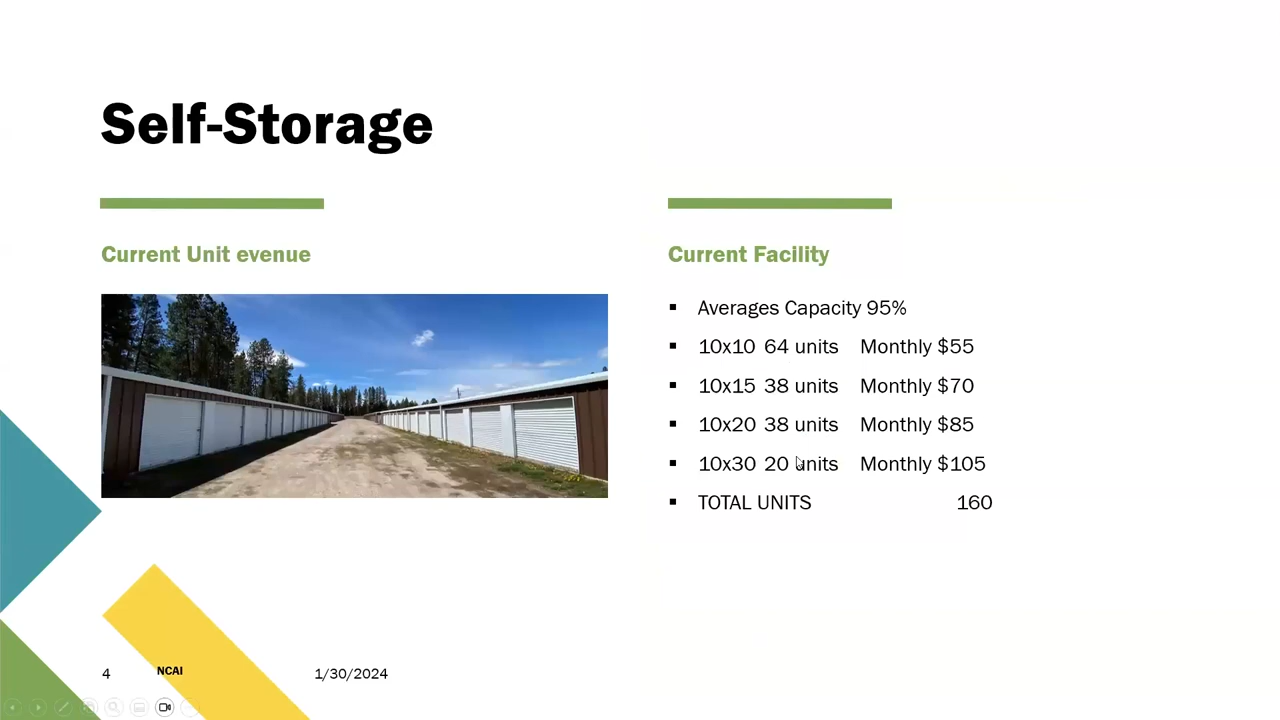 Self-Storage
Current Unit evenue
Current Facility
Averages Capacity 95%
10x10 64 units Monthly $55
10x15 38 units Monthly $70
10x20 38 units Monthly $85
10x30 20 units Monthly $105
TOTAL UNITS 160
4 NCAI 1/30/2024